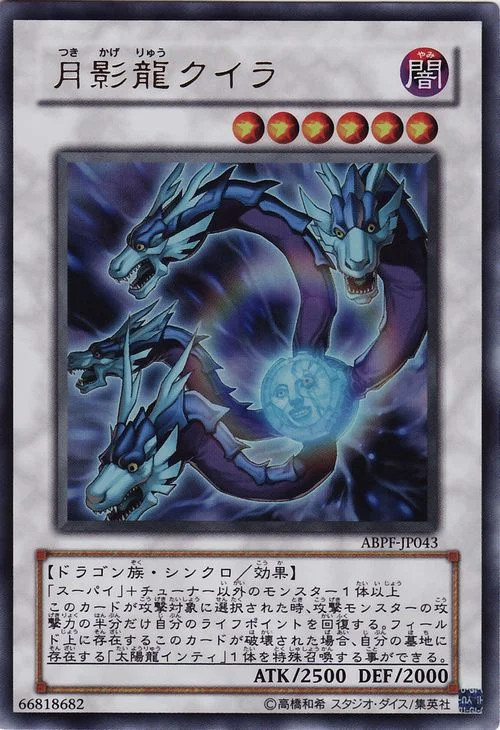 つき かげ りゅう
月影龍クイラ
やみ
闇
ABPF-JP043
【ドラゴン族・シンクロ／効果】
「スーパイ」+チューナー以外のモンスター1体以上
このカードが攻撃対象に選択された時、攻撃モンスターの攻
撃力の半分だけ自分のライフポイントを回復する。フィール
ド上に存在するこのカードが破壊された場合、自分の墓地に
存在する「太陽龍インティ」1体を特殊召喚する事ができる。
ATK/2500 DEF/2000
66818682
©高橋和希 スタジオ・ダイス/集英社